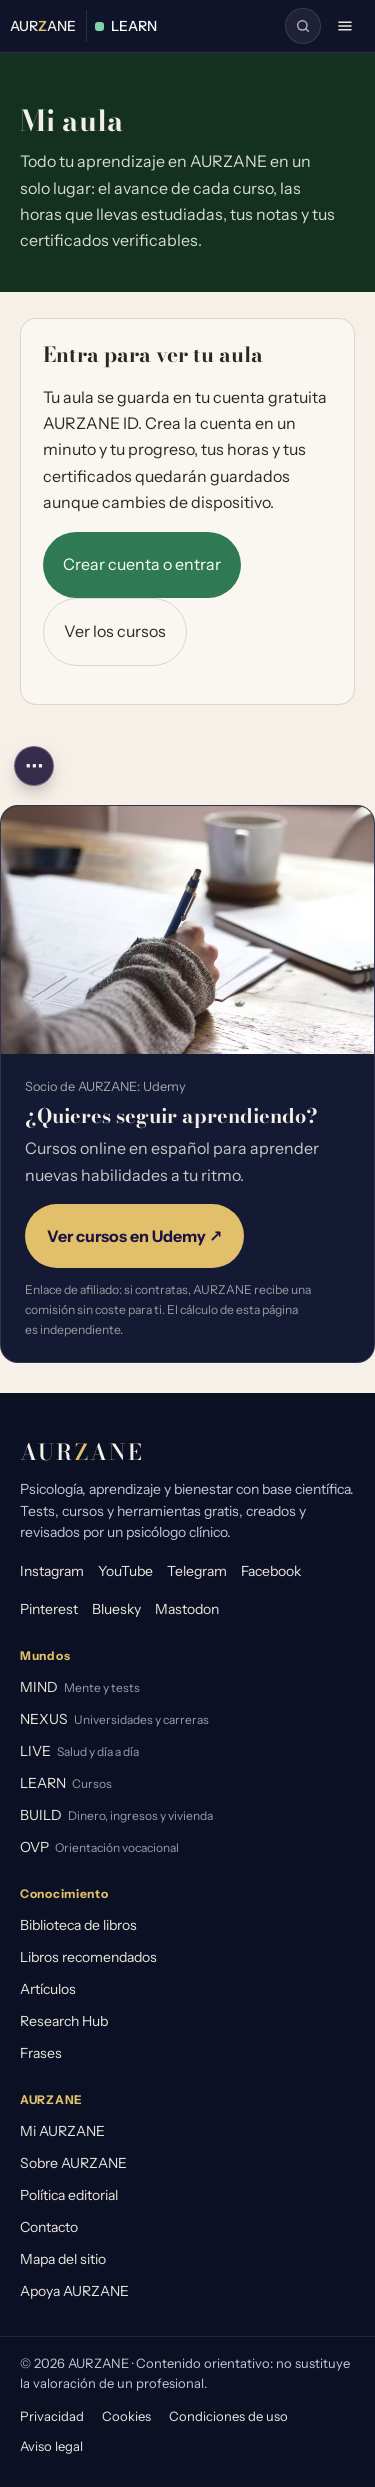 AURZANE LEARN
Mi aula
Todo tu aprendizaje en AURZANE en un
solo lugar: el avance de cada curso, las
horas que llevas estudiadas, tus notas y tus
certificados verificables.
Entra para ver tu aula
Tu aula se guarda en tu cuenta gratuita
AURZANE ID. Crea la cuenta en un
minuto y tu progreso, tus horas y tus
certificados quedarán guardados
aunque cambies de dispositivo.
Crear cuenta o entrar
Ver los cursos
Socio de AURZANE: Udemy
¿Quieres seguir aprendiendo?
Cursos online en español para aprender
nuevas habilidades a tu ritmo.
Ver cursos en Udemy ↗
Enlace de afiliado: si contratas, AURZANE recibe una
comisión sin coste para ti. El cálculo de esta página
es independiente.
AURZANE
Psicología, aprendizaje y bienestar con base científica.
Tests, cursos y herramientas gratis, creados y
revisados por un psicólogo clínico.
Instagram YouTube Telegram Facebook
Pinterest Bluesky Mastodon
Mundos
MIND Mente y tests
NEXUS Universidades y carreras
LIVE Salud y día a día
LEARN Cursos
BUILD Dinero, ingresos y vivienda
OVP Orientación vocacional
Conocimiento
Biblioteca de libros
Libros recomendados
Artículos
Research Hub
Frases
AURZANE
Mi AURZANE
Sobre AURZANE
Política editorial
Contacto
Mapa del sitio
Apoya AURZANE
© 2026 AURZANE · Contenido orientativo: no sustituye
la valoración de un profesional.
Privacidad Cookies Condiciones de uso
Aviso legal